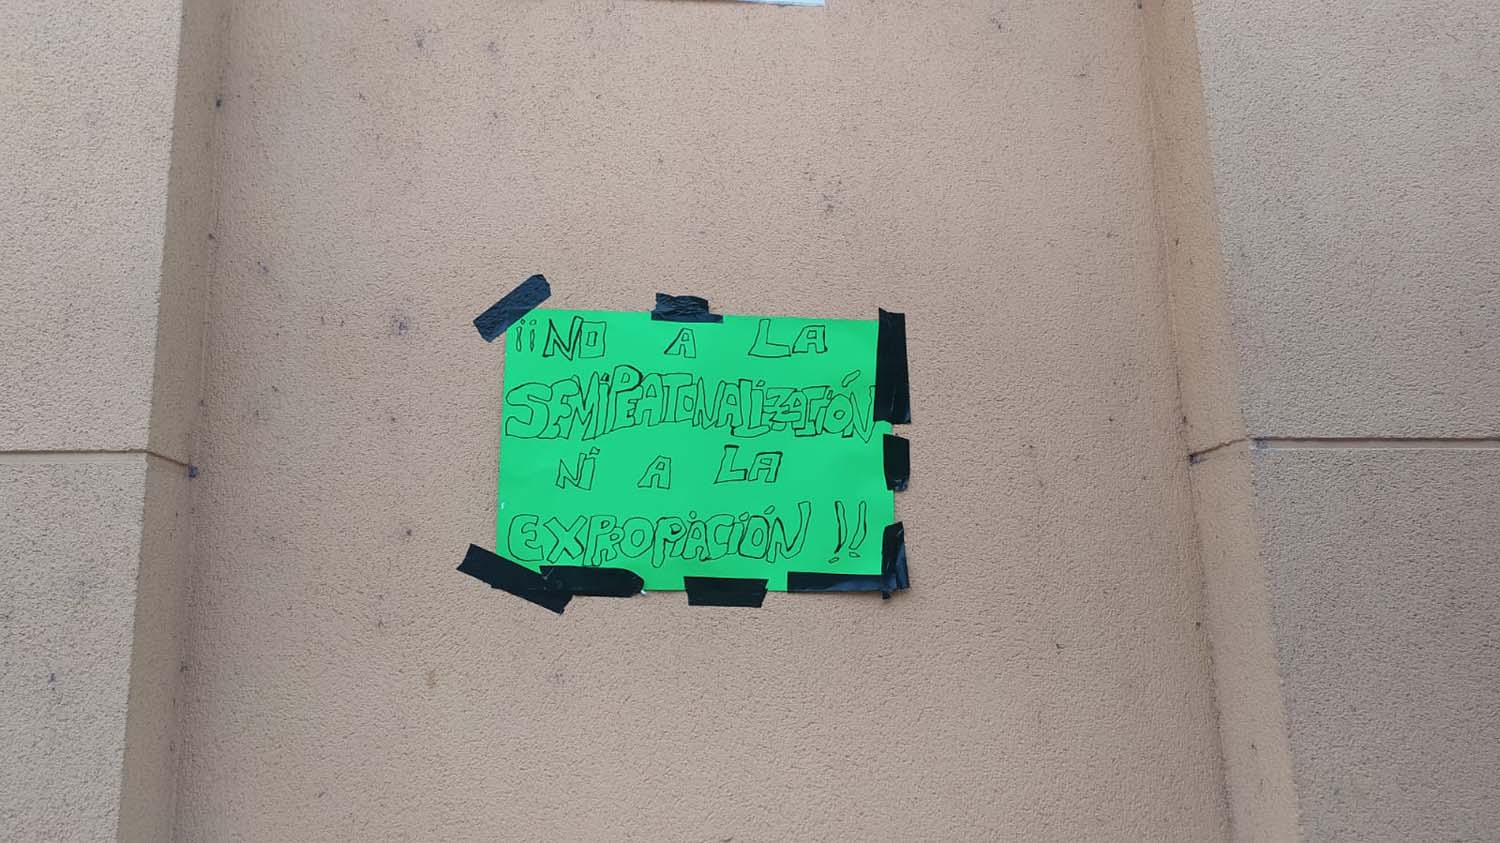 ¡¡NO A LA
SEMIPEATONALIZACIÓN
NI A LA
EXPROPIACIÓN!!